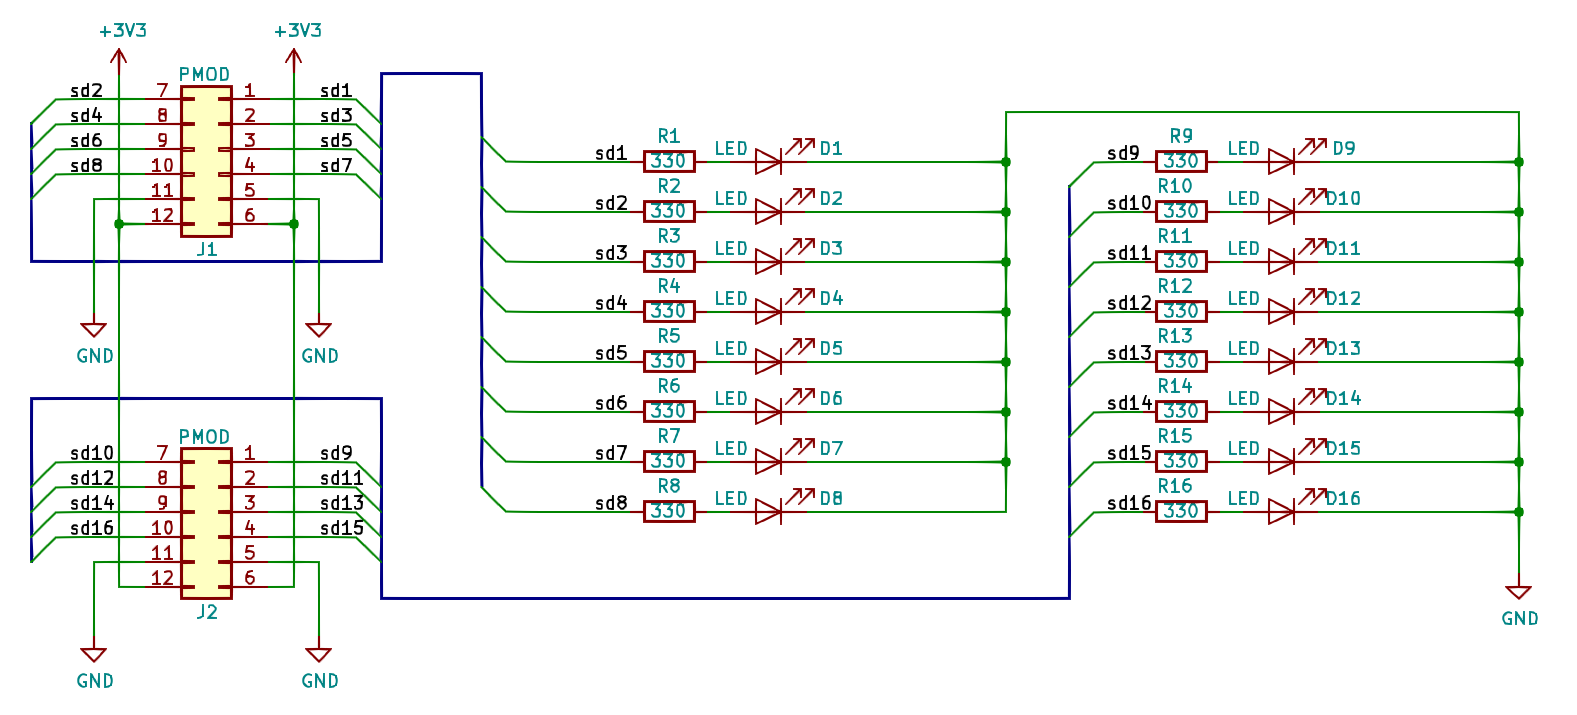 +3V3 +3V3
PMOD
sd2 7 1 sd1
sd4 8 2 sd3
sd6 9 3 sd5
sd8 10 4 sd7
11 5
12 6
J1
GND GND
PMOD
sd10 7 1 sd9
sd12 8 2 sd11
sd14 9 3 sd13
sd16 10 4 sd15
11 5
12 6
J2
GND GND
R1 LED D1
sd1 330
R2 LED D2
sd2 330
R3 LED D3
sd3 330
R4 LED D4
sd4 330
R5 LED D5
sd5 330
R6 LED D6
sd6 330
R7 LED D7
sd7 330
R8 LED D8
sd8 330
R9 LED D9
sd9 330
R10 LED D10
sd10 330
R11 LED D11
sd11 330
R12 LED D12
sd12 330
R13 LED D13
sd13 330
R14 LED D14
sd14 330
R15 LED D15
sd15 330
R16 LED D16
sd16 330
GND